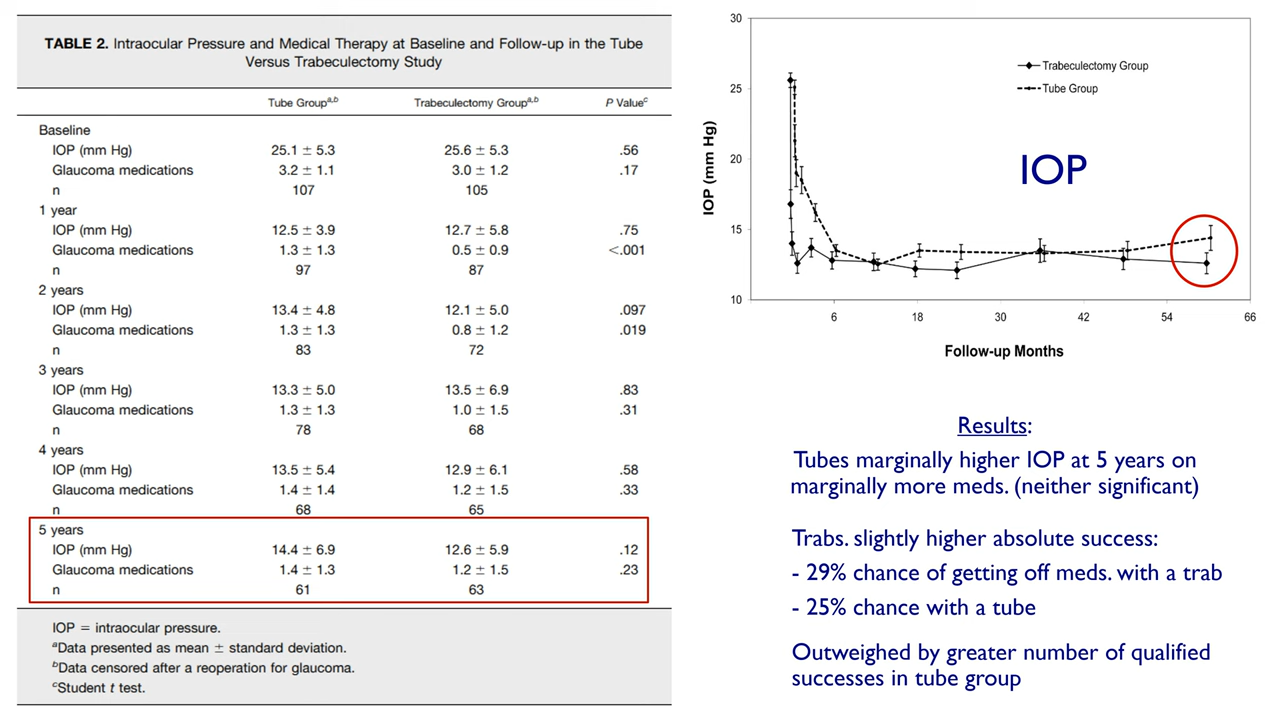 TABLE 2. Intraocular Pressure and Medical Therapy at Baseline and Follow-up in the Tube
Versus Trabeculectomy Study
Tube Groupa,b Trabeculectomy Groupa,b P Valuec
Baseline
IOP (mm Hg) 25.1 ± 5.3 25.6 ± 5.3 .56
Glaucoma medications 3.2 ± 1.1 3.0 ± 1.2 .17
n 107 105
1 year
IOP (mm Hg) 12.5 ± 3.9 12.7 ± 5.8 .75
Glaucoma medications 1.3 ± 1.3 0.5 ± 0.9 <.001
n 97 87
2 years
IOP (mm Hg) 13.4 ± 4.8 12.1 ± 5.0 .097
Glaucoma medications 1.3 ± 1.3 0.8 ± 1.2 .019
n 83 72
3 years
IOP (mm Hg) 13.3 ± 5.0 13.5 ± 6.9 .83
Glaucoma medications 1.3 ± 1.3 1.0 ± 1.5 .31
n 78 68
4 years
IOP (mm Hg) 13.5 ± 5.4 12.9 ± 6.1 .58
Glaucoma medications 1.4 ± 1.4 1.2 ± 1.5 .33
n 68 65
5 years
IOP (mm Hg) 14.4 ± 6.9 12.6 ± 5.9 .12
Glaucoma medications 1.4 ± 1.3 1.2 ± 1.5 .23
n 61 63
IOP = intraocular pressure.
aData presented as mean ± standard deviation.
bData censored after a reoperation for glaucoma.
cStudent t test.
30
25
20
15
10
IOP (mm Hg)
Trabeculectomy Group
Tube Group
IOP
6 18 30 42 54 66
Follow-up Months
Results:
Tubes marginally higher IOP at 5 years on
marginally more meds. (neither significant)
Trabs. slightly higher absolute success:
- 29% chance of getting off meds. with a trab
- 25% chance with a tube
Outweighed by greater number of qualified
successes in tube group